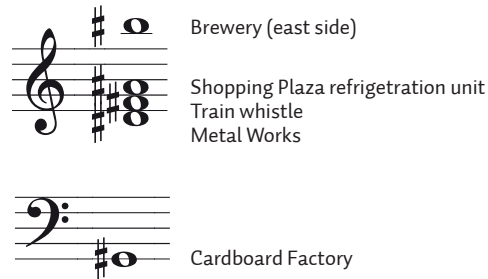 Brewery (east side)
Shopping Plaza refrigetration unit
Train whistle
Metal Works
Cardboard Factory